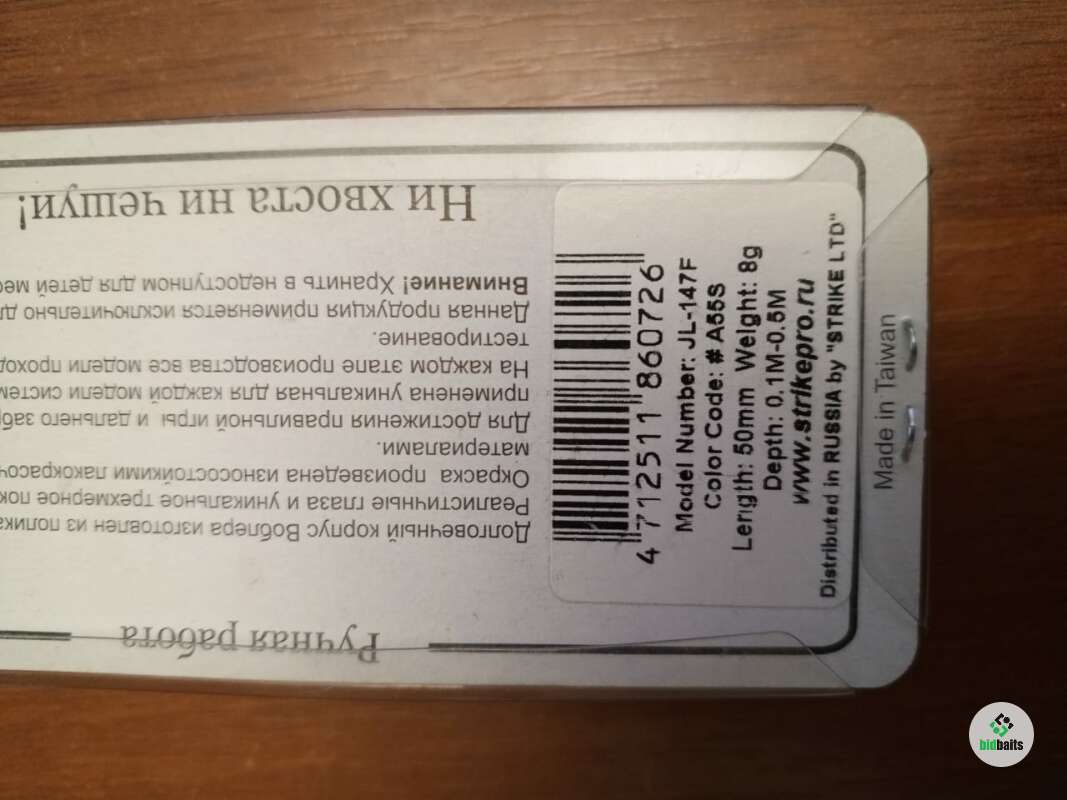 Ручная работа
Долговечный корпус Воблера изготовлен из
Реалистичные глаза и уникальное трехмерное
Окраска произведена износостойкими
материалами.
Для достижения правильной игры и дальнего
применена уникальная для каждой модели
На каждом этапе производства все модели
тестирование.
Данная продукция применяется исключительно
Внимание! Хранить в недоступном для детей
Ни хвоста ни чешуи!
4 712511 860726
Model Number: JL-147F
Color Code: # A55S
Length: 50mm Weight: 8g
Depth: 0.1M-0.5M
www.strikepro.ru
Distributed in RUSSIA by "STRIKE LTD"
Made in Taiwan
bidbaits